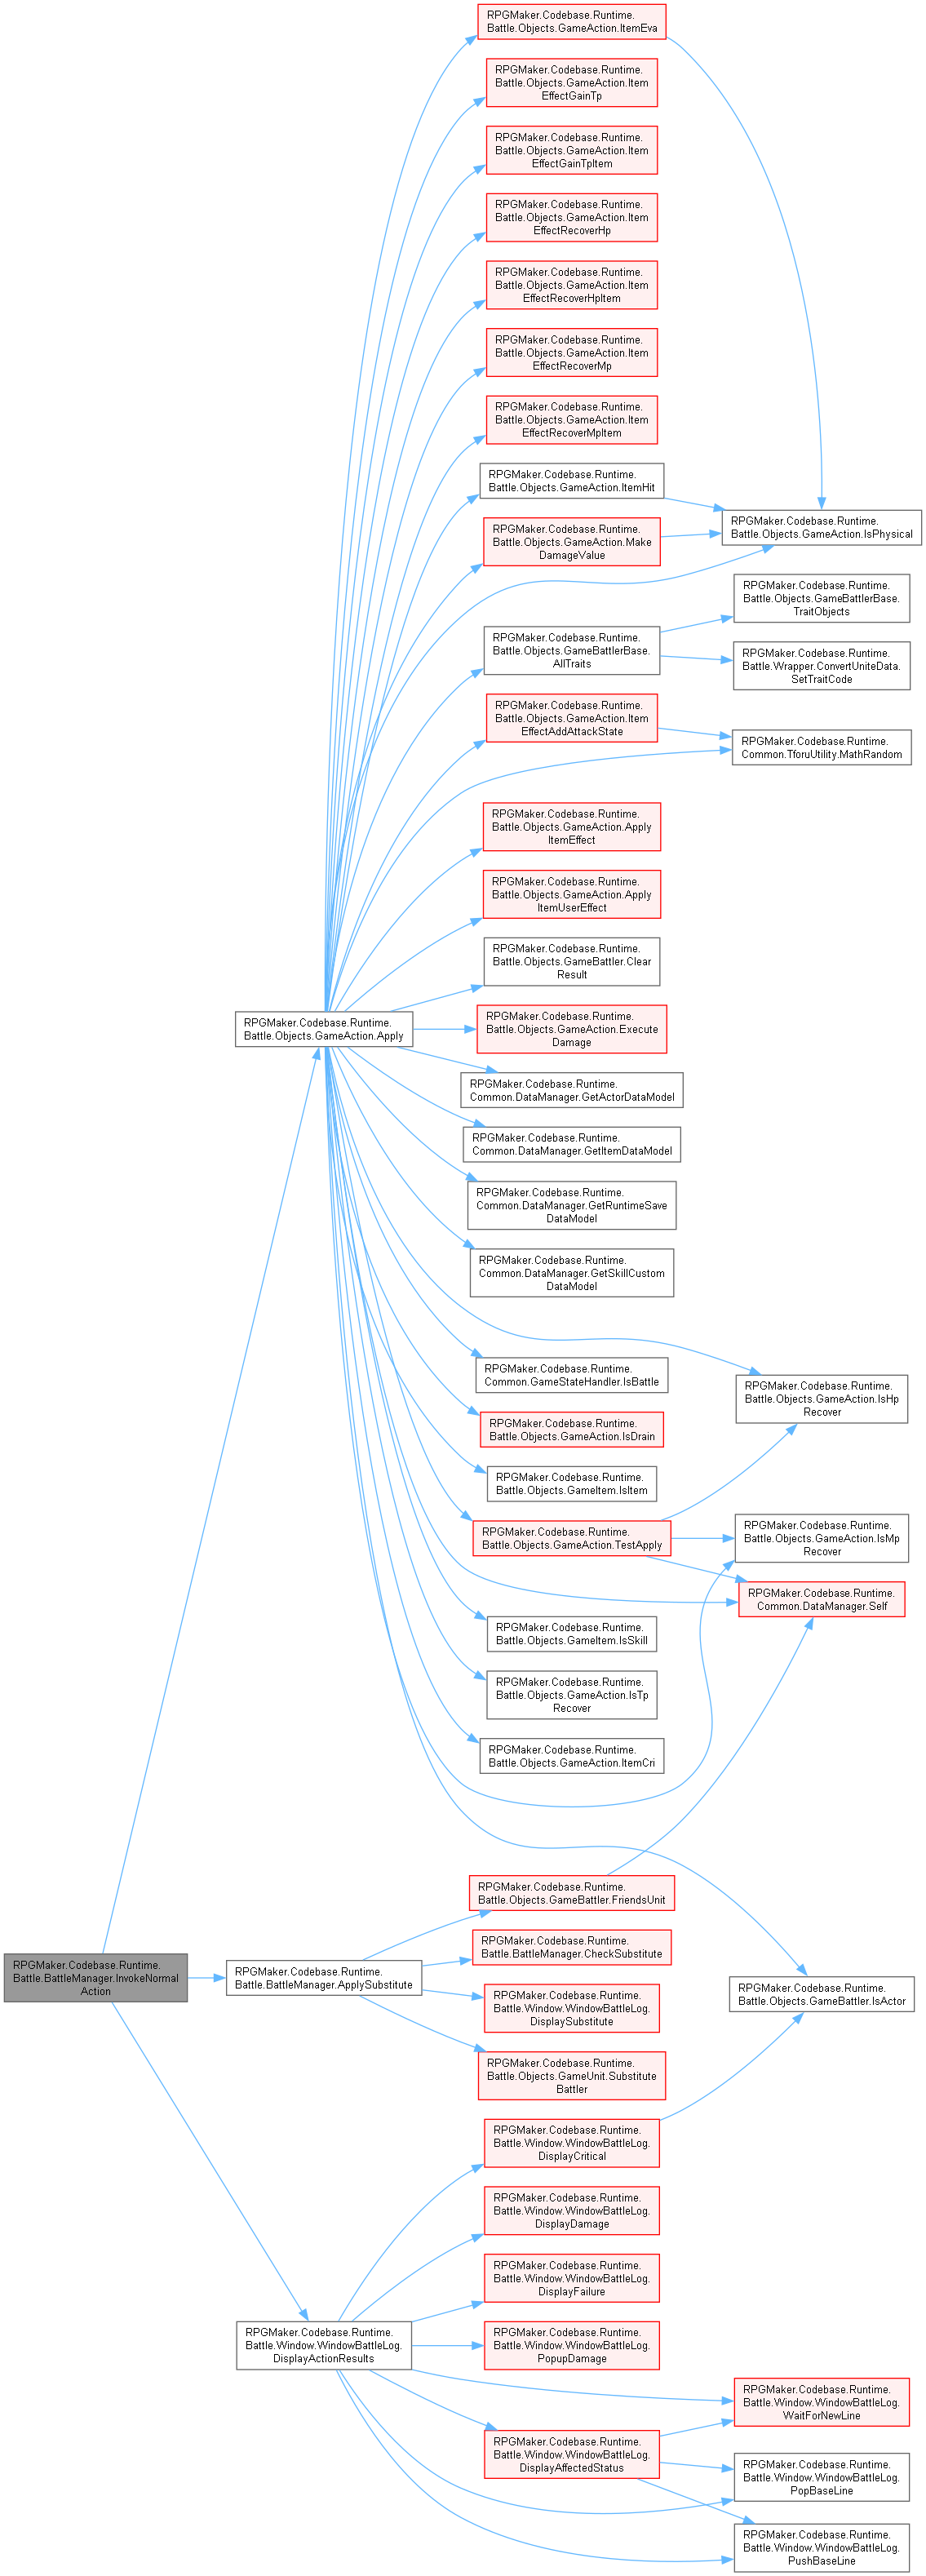 RPGMaker.Codebase.Runtime.
Battle.Objects.GameAction.ItemEva
RPGMaker.Codebase.Runtime.
Battle.Objects.GameAction.Item
EffectGainTp
RPGMaker.Codebase.Runtime.
Battle.Objects.GameAction.Item
EffectGainTpItem
RPGMaker.Codebase.Runtime.
Battle.Objects.GameAction.Item
EffectRecoverHp
RPGMaker.Codebase.Runtime.
Battle.Objects.GameAction.Item
EffectRecoverHpItem
RPGMaker.Codebase.Runtime.
Battle.Objects.GameAction.Item
EffectRecoverMp
RPGMaker.Codebase.Runtime.
Battle.Objects.GameAction.Item
EffectRecoverMpItem
RPGMaker.Codebase.Runtime.
Battle.Objects.GameAction.ItemHit
RPGMaker.Codebase.Runtime.
Battle.Objects.GameAction.IsPhysical
RPGMaker.Codebase.Runtime.
Battle.Objects.GameAction.Make
DamageValue
RPGMaker.Codebase.Runtime.
Battle.Objects.GameBattlerBase.
TraitObjects
RPGMaker.Codebase.Runtime.
Battle.Objects.GameBattlerBase.
AllTraits
RPGMaker.Codebase.Runtime.
Battle.Wrapper.ConvertUniteData.
SetTraitCode
RPGMaker.Codebase.Runtime.
Battle.Objects.GameAction.Item
EffectAddAttackState
RPGMaker.Codebase.Runtime.
Common.TforuUtility.MathRandom
RPGMaker.Codebase.Runtime.
Battle.Objects.GameAction.Apply
ItemEffect
RPGMaker.Codebase.Runtime.
Battle.Objects.GameAction.Apply
ItemUserEffect
RPGMaker.Codebase.Runtime.
Battle.Objects.GameBattler.Clear
Result
RPGMaker.Codebase.Runtime.
Battle.Objects.GameAction.Apply
RPGMaker.Codebase.Runtime.
Battle.Objects.GameAction.Execute
Damage
RPGMaker.Codebase.Runtime.
Common.DataManager.GetActorDataModel
RPGMaker.Codebase.Runtime.
Common.DataManager.GetItemDataModel
RPGMaker.Codebase.Runtime.
Common.DataManager.GetRuntimeSave
DataModel
RPGMaker.Codebase.Runtime.
Common.DataManager.GetSkillCustom
DataModel
RPGMaker.Codebase.Runtime.
Common.GameStateHandler.IsBattle
RPGMaker.Codebase.Runtime.
Battle.Objects.GameAction.IsHp
Recover
RPGMaker.Codebase.Runtime.
Battle.Objects.GameAction.IsDrain
RPGMaker.Codebase.Runtime.
Battle.Objects.GameItem.IsItem
RPGMaker.Codebase.Runtime.
Battle.Objects.GameAction.TestApply
RPGMaker.Codebase.Runtime.
Battle.Objects.GameAction.IsMp
Recover
RPGMaker.Codebase.Runtime.
Common.DataManager.Self
RPGMaker.Codebase.Runtime.
Battle.Objects.GameItem.IsSkill
RPGMaker.Codebase.Runtime.
Battle.Objects.GameAction.IsTp
Recover
RPGMaker.Codebase.Runtime.
Battle.Objects.GameAction.ItemCri
RPGMaker.Codebase.Runtime.
Battle.Objects.GameBattler.FriendsUnit
RPGMaker.Codebase.Runtime.
Battle.BattleManager.CheckSubstitute
RPGMaker.Codebase.Runtime.
Battle.BattleManager.InvokeNormal
Action
RPGMaker.Codebase.Runtime.
Battle.BattleManager.ApplySubstitute
RPGMaker.Codebase.Runtime.
Battle.Objects.GameBattler.IsActor
RPGMaker.Codebase.Runtime.
Battle.Window.WindowBattleLog.
DisplaySubstitute
RPGMaker.Codebase.Runtime.
Battle.Objects.GameUnit.Substitute
Battler
RPGMaker.Codebase.Runtime.
Battle.Window.WindowBattleLog.
DisplayCritical
RPGMaker.Codebase.Runtime.
Battle.Window.WindowBattleLog.
DisplayDamage
RPGMaker.Codebase.Runtime.
Battle.Window.WindowBattleLog.
DisplayFailure
RPGMaker.Codebase.Runtime.
Battle.Window.WindowBattleLog.
DisplayActionResults
RPGMaker.Codebase.Runtime.
Battle.Window.WindowBattleLog.
PopupDamage
RPGMaker.Codebase.Runtime.
Battle.Window.WindowBattleLog.
WaitForNewLine
RPGMaker.Codebase.Runtime.
Battle.Window.WindowBattleLog.
DisplayAffectedStatus
RPGMaker.Codebase.Runtime.
Battle.Window.WindowBattleLog.
PopBaseLine
RPGMaker.Codebase.Runtime.
Battle.Window.WindowBattleLog.
PushBaseLine